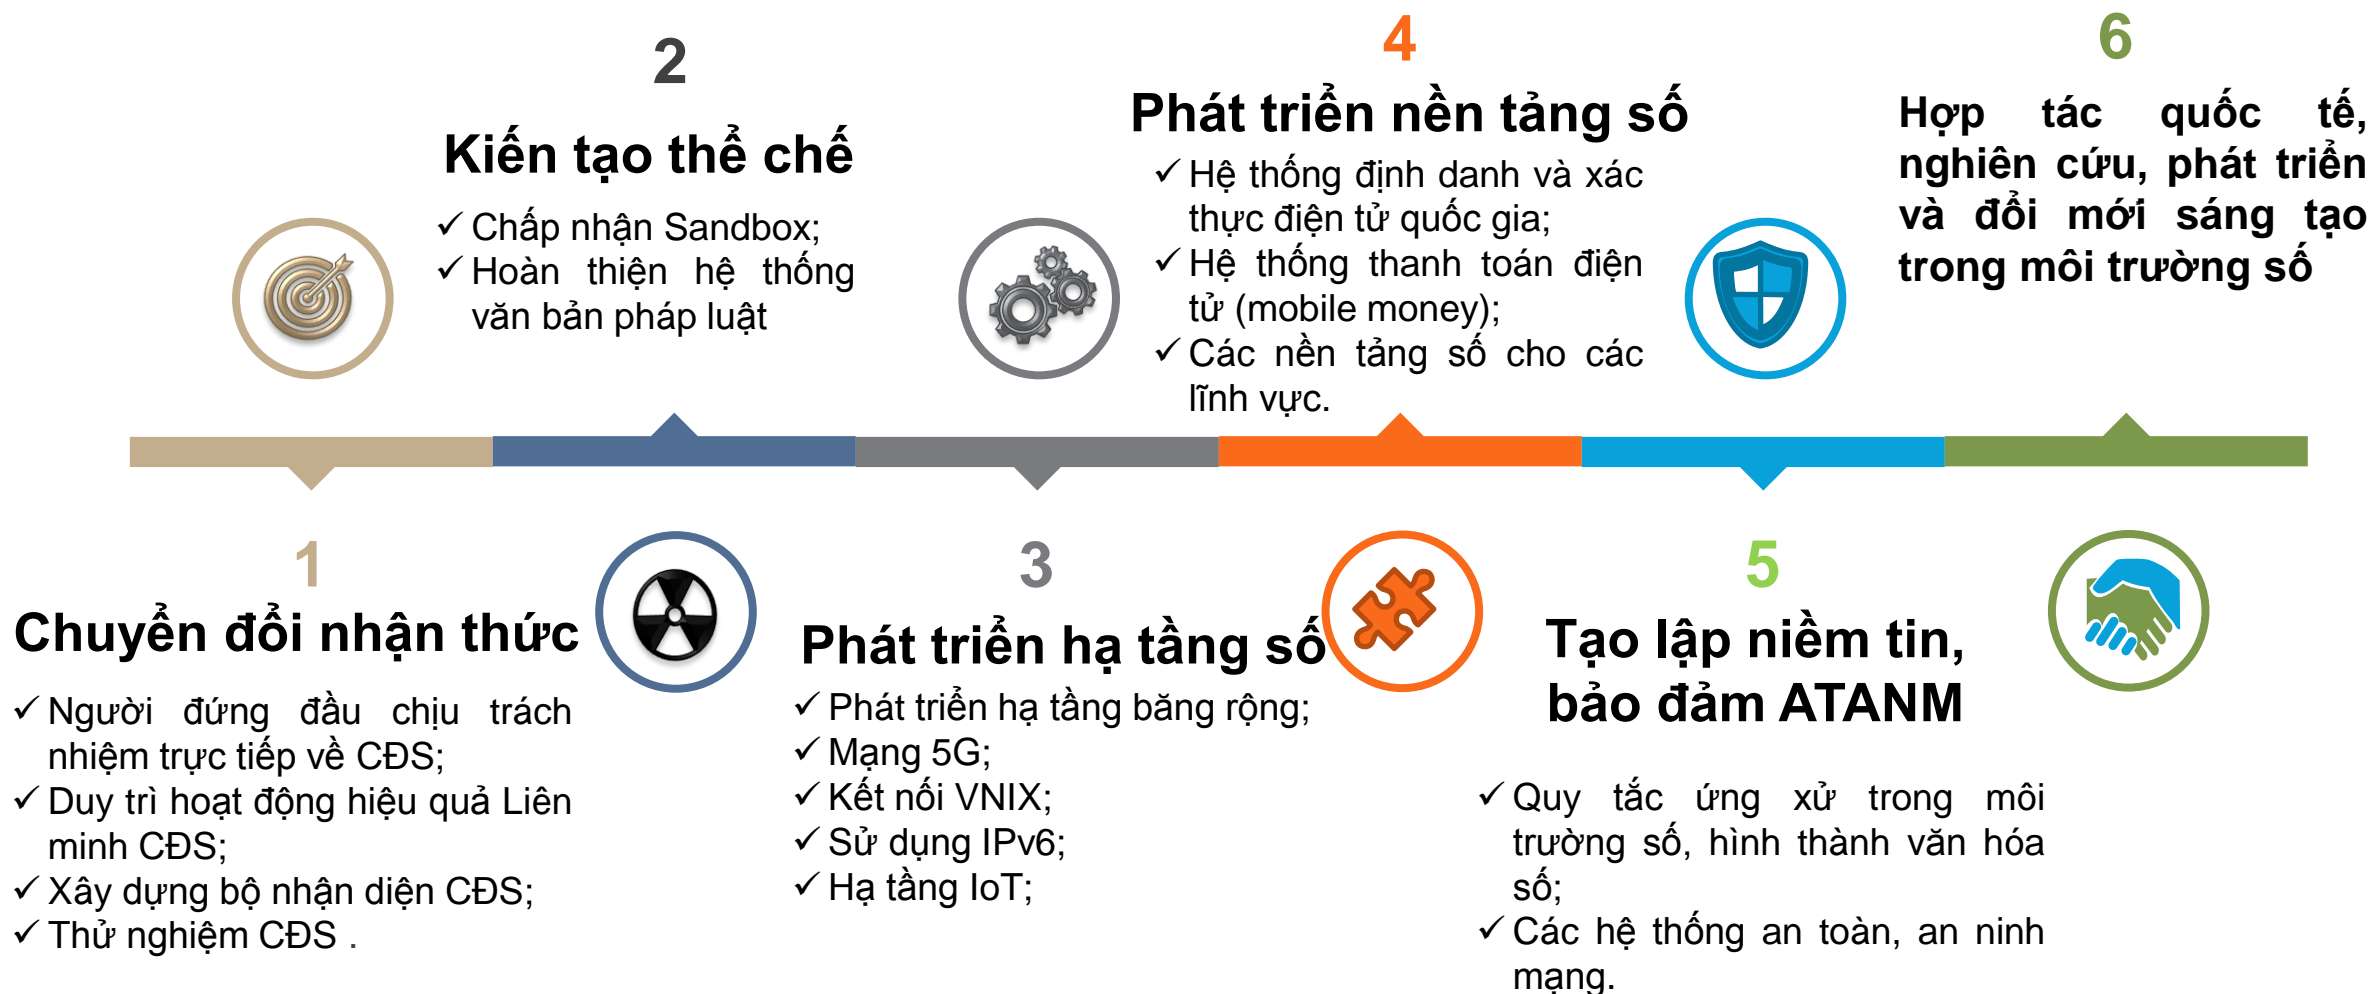 1
Chuyển đổi nhận thức
✓ Người đứng đầu chịu trách
nhiệm trực tiếp về CĐS;
✓ Duy trì hoạt động hiệu quả Liên
minh CĐS;
✓ Xây dựng bộ nhận diện CĐS;
✓ Thử nghiệm CĐS .
2
Kiến tạo thể chế
✓ Chấp nhận Sandbox;
✓ Hoàn thiện hệ thống
văn bản pháp luật
3
Phát triển hạ tầng số
✓ Phát triển hạ tầng băng rộng;
✓ Mạng 5G;
✓ Kết nối VNIX;
✓ Sử dụng IPv6;
✓ Hạ tầng IoT;
4
Phát triển nền tảng số
✓ Hệ thống định danh và xác
thực điện tử quốc gia;
✓ Hệ thống thanh toán điện
tử (mobile money);
✓ Các nền tảng số cho các
lĩnh vực.
5
Tạo lập niềm tin,
bảo đảm ATANM
✓ Quy tắc ứng xử trong môi
trường số, hình thành văn hóa
số;
✓ Các hệ thống an toàn, an ninh
mạng.
6
Hợp tác quốc tế,
nghiên cứu, phát triển
và đổi mới sáng tạo
trong môi trường số